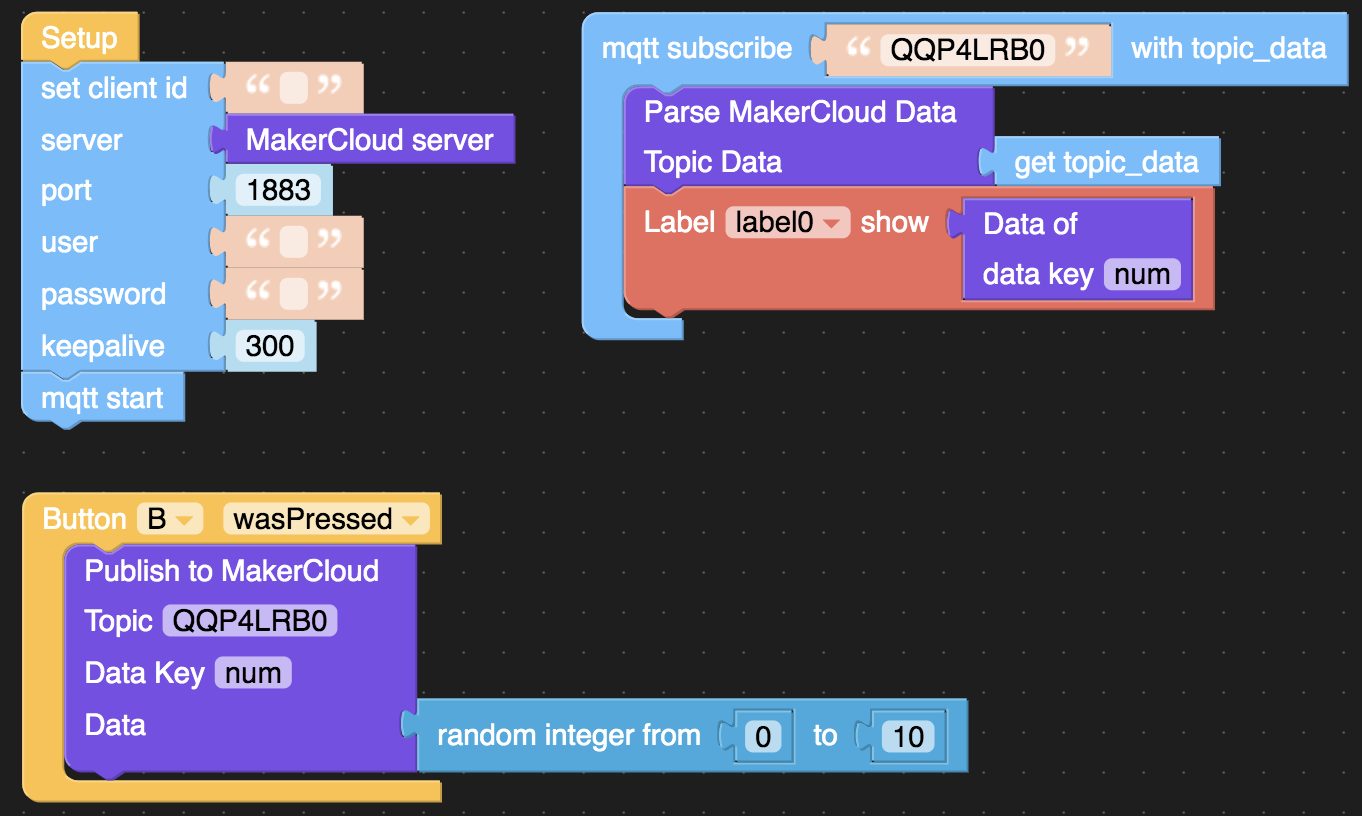 Setup
set client id “ ”
server MakerCloud server
port 1883
user “ ”
password “ ”
keepalive 300
mqtt start
mqtt subscribe “ QQP4LRB0 ” with topic_data
Parse MakerCloud Data
Topic Data get topic_data
Label label0 show Data of
data key num
Button B wasPressed
Publish to MakerCloud
Topic QQP4LRB0
Data Key num
Data random integer from 0 to 10